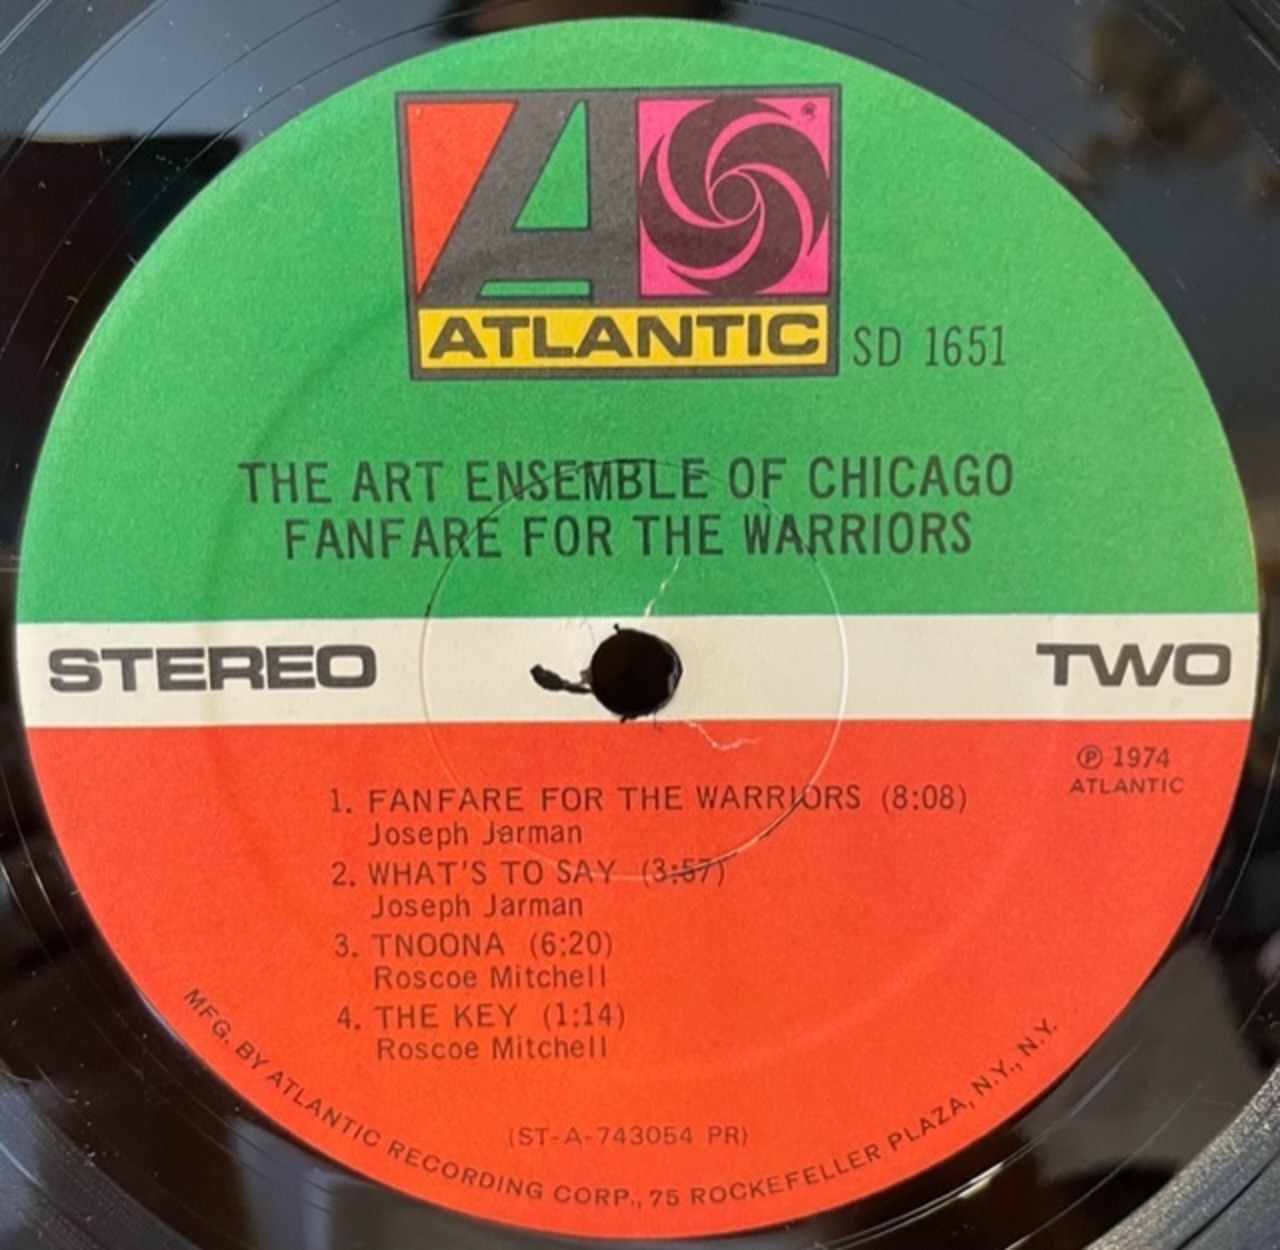 ATLANTIC ®
SD 1651
THE ART ENSEMBLE OF CHICAGO
FANFARE FOR THE WARRIORS
STEREO
TWO
℗ 1974
ATLANTIC
1. FANFARE FOR THE WARRIORS (8:08)
Joseph Jarman
2. WHAT'S TO SAY (3:57)
Joseph Jarman
3. TNOONA (6:20)
Roscoe Mitchell
4. THE KEY (1:14)
Roscoe Mitchell
(ST-A-743054 PR)
MFG. BY ATLANTIC RECORDING CORP., 75 ROCKEFELLER PLAZA, N.Y., N.Y.